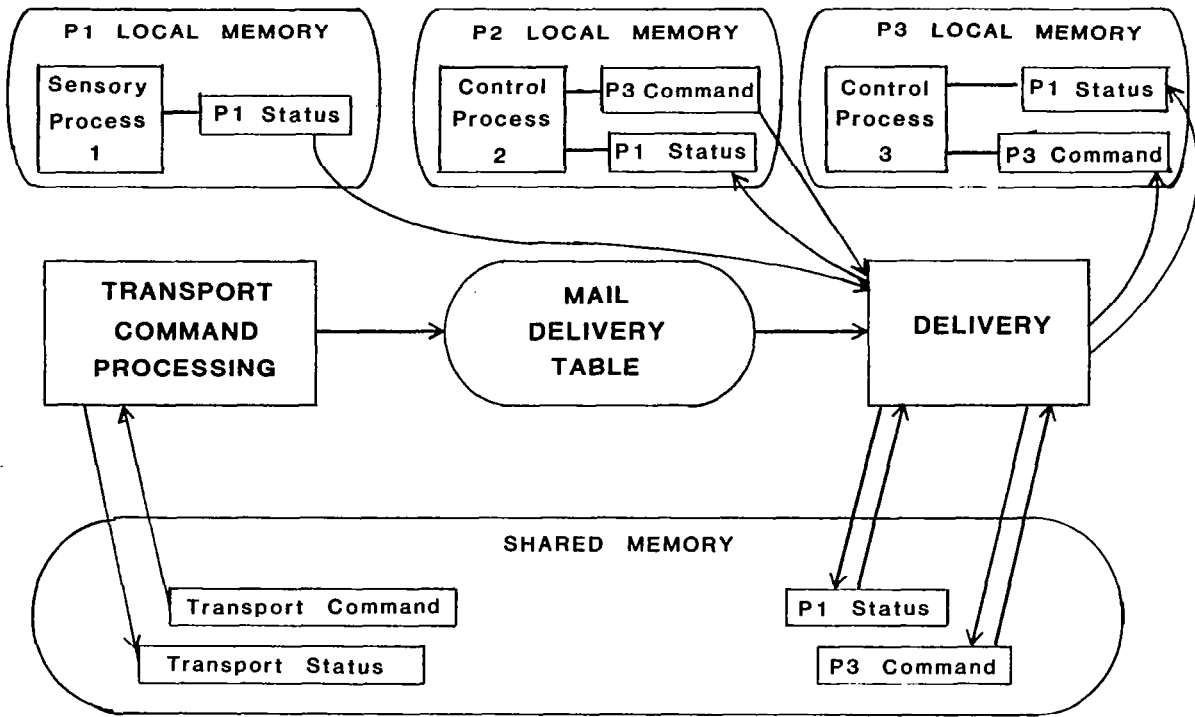 P1 LOCAL MEMORY
Sensory
Process
1
P1 Status
P2 LOCAL MEMORY
Control
Process
2
P3 Command
P1 Status
P3 LOCAL MEMORY
Control
Process
3
P1 Status
P3 Command
TRANSPORT
COMMAND
PROCESSING
MAIL
DELIVERY
TABLE
DELIVERY
SHARED MEMORY
Transport Command
Transport Status
P1 Status
P3 Command